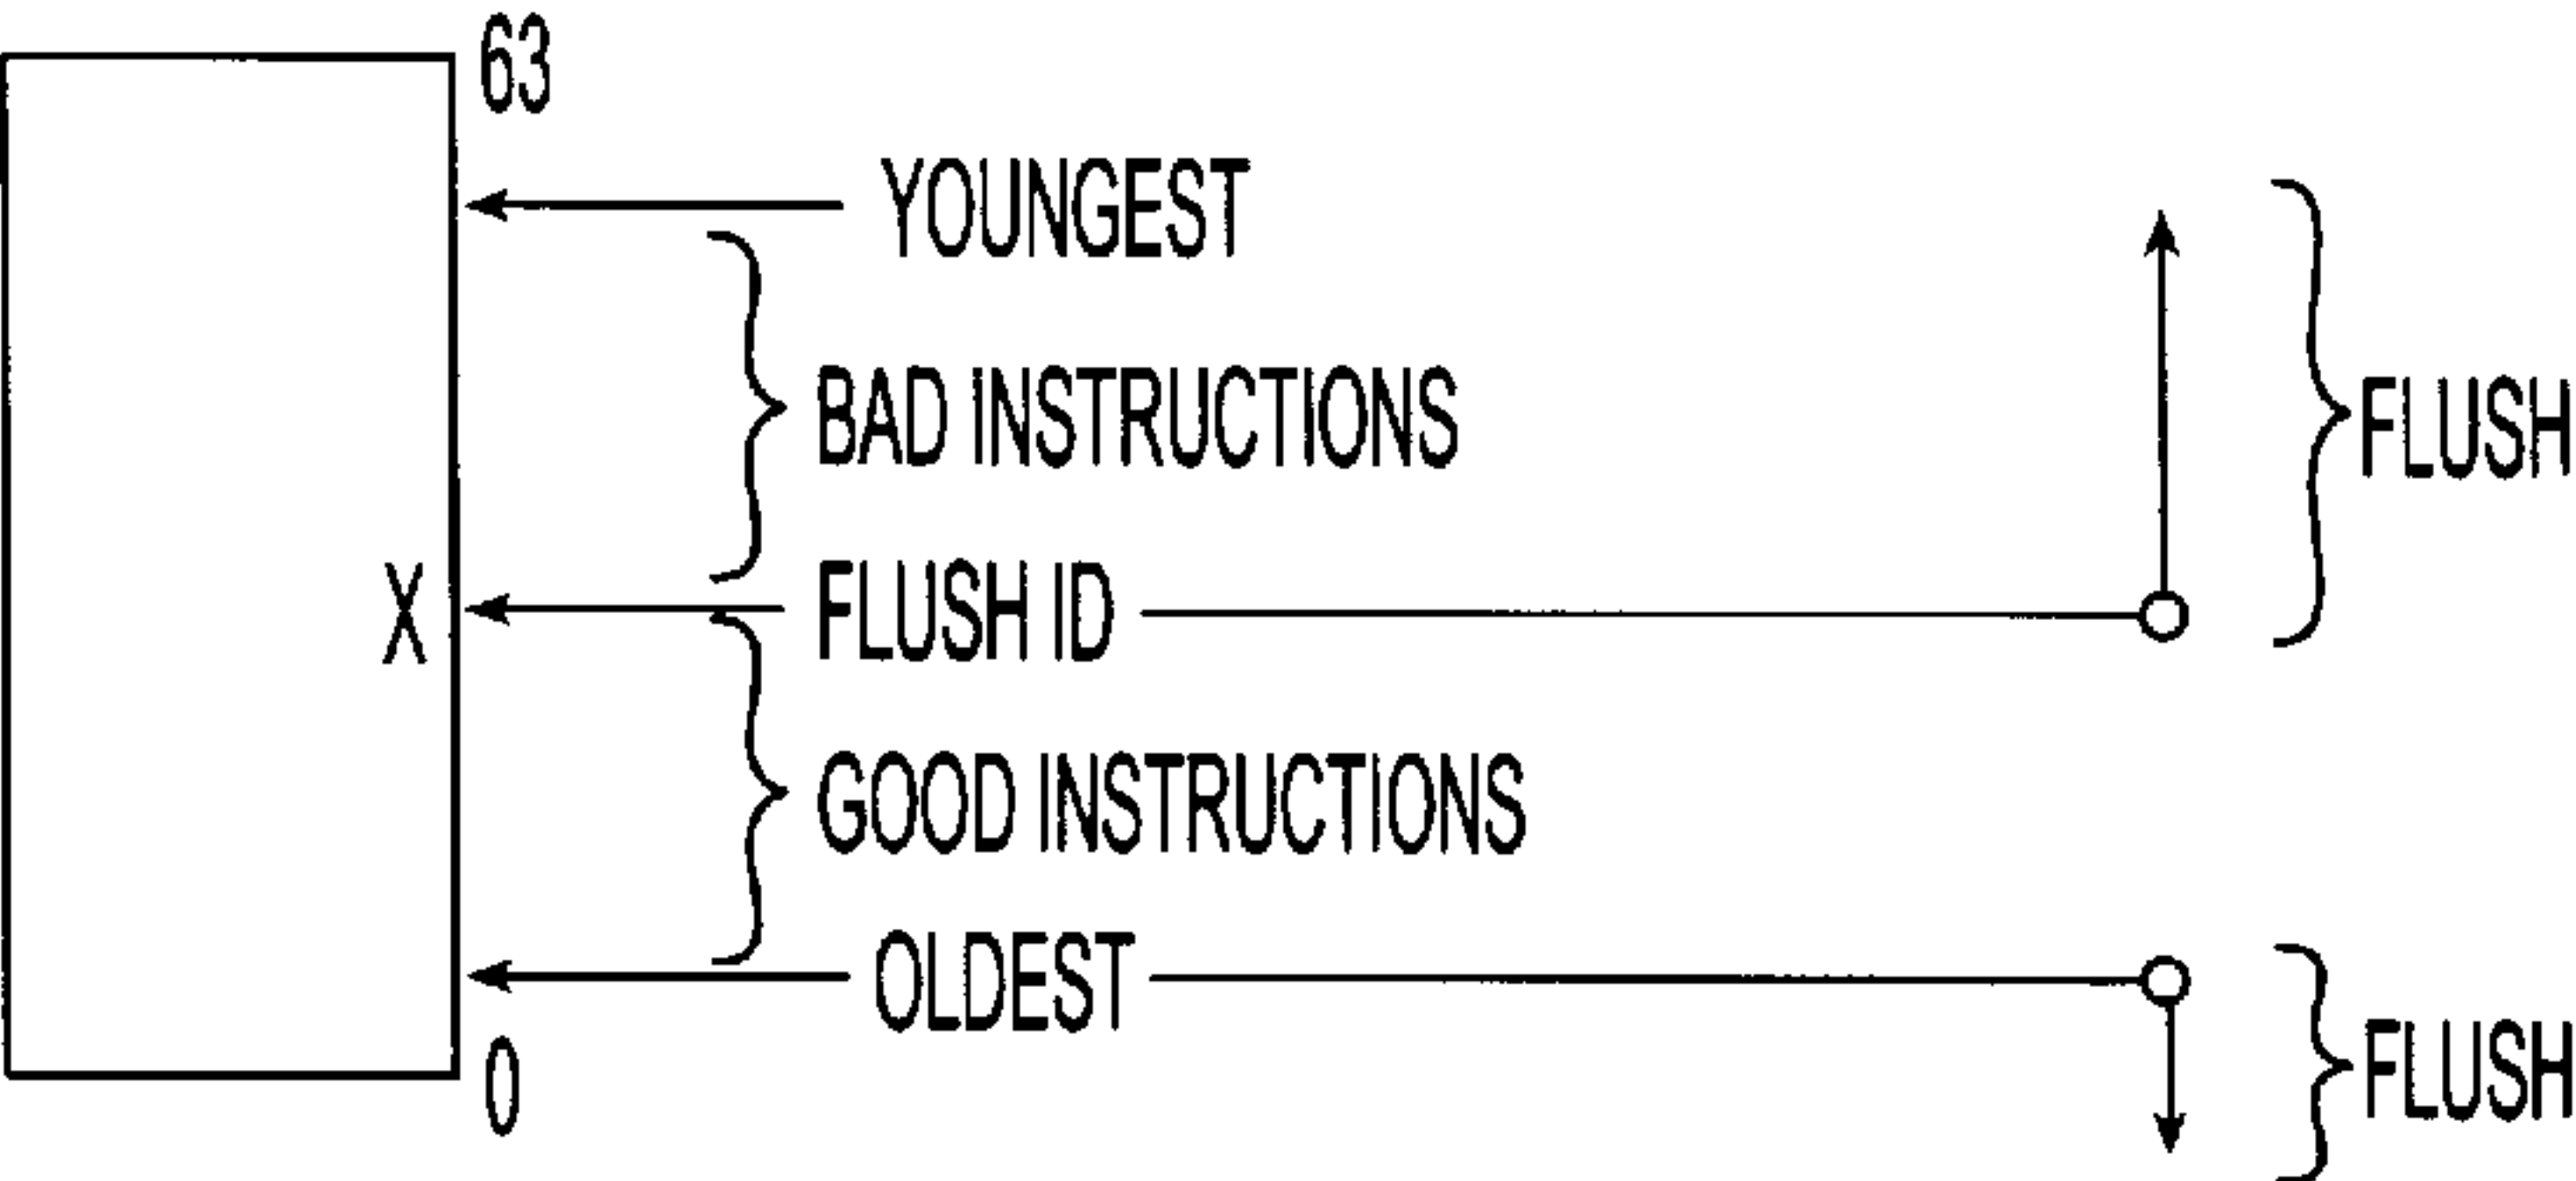 63
YOUNGEST
BAD INSTRUCTIONS
FLUSH
X
FLUSH ID
GOOD INSTRUCTIONS
OLDEST
FLUSH
0